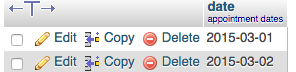 date
appointment dates
Edit Copy Delete 2015-03-01
Edit Copy Delete 2015-03-02